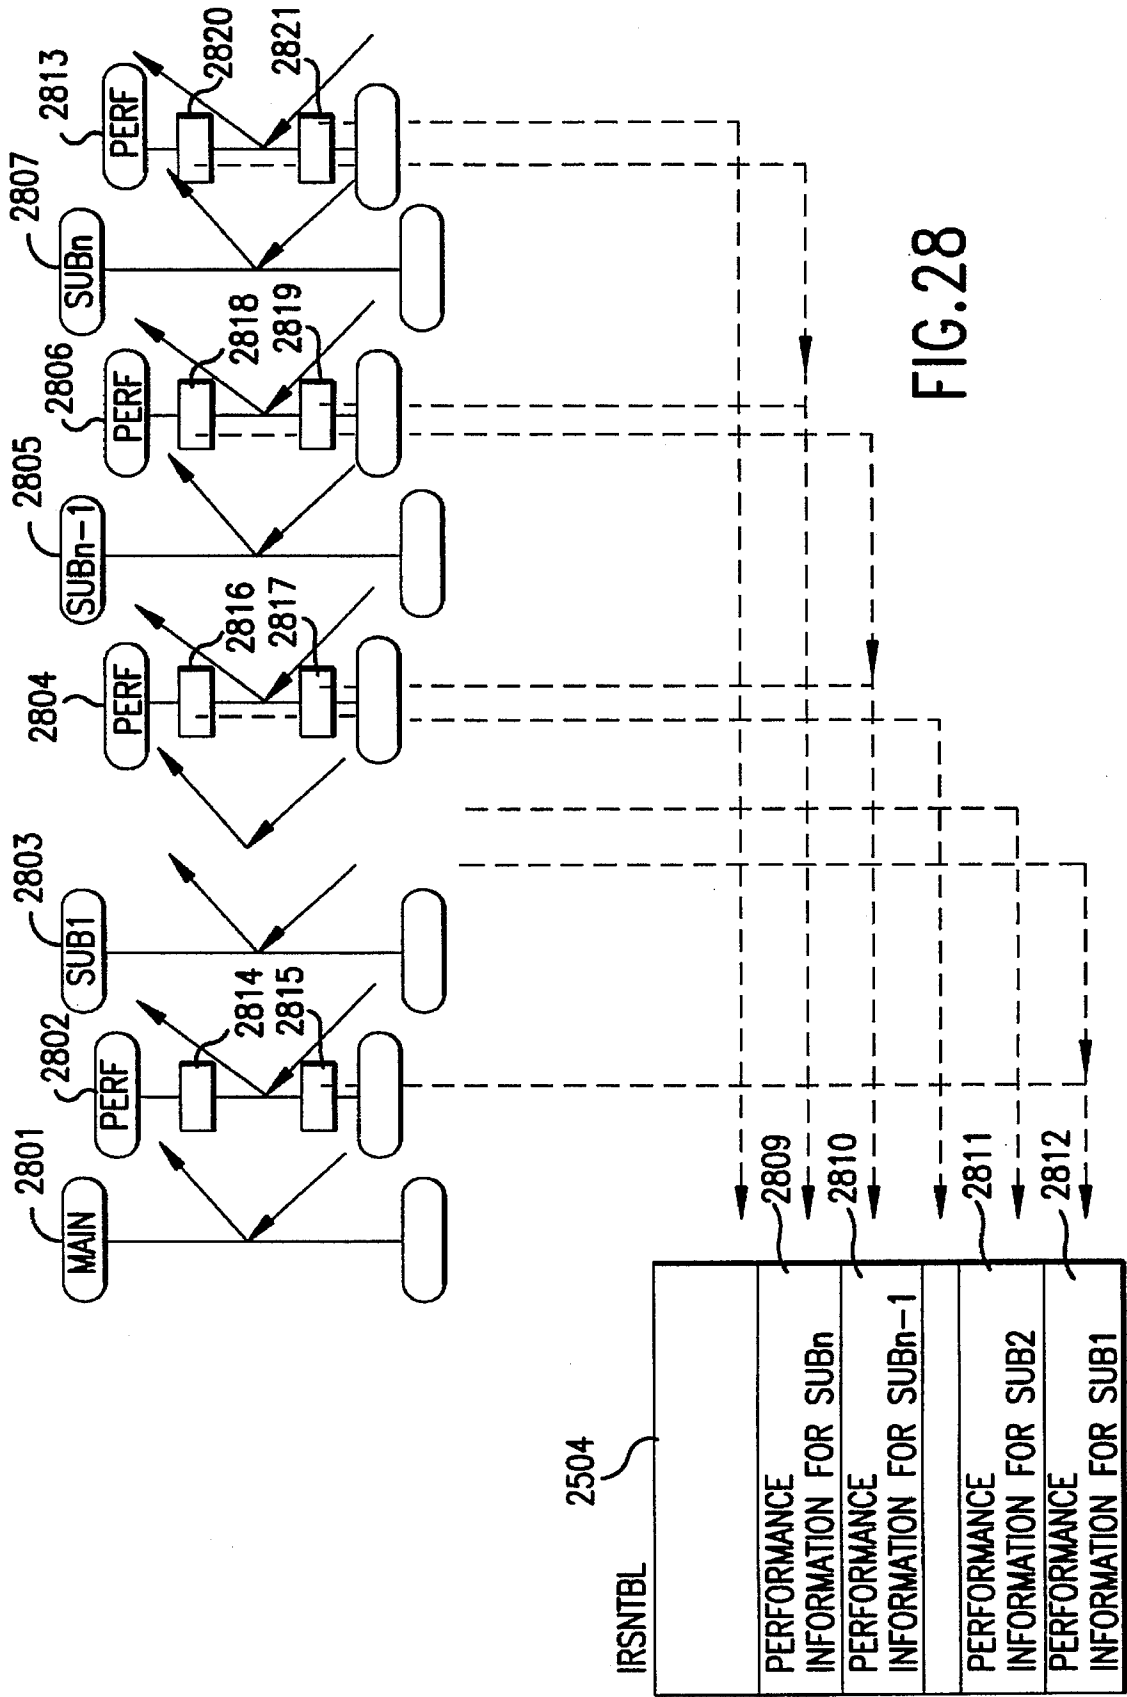 2801
2802
2803
2804
2805
2806
2807
2813
MAIN
PERF
SUB1
PERF
SUBn-1
PERF
SUBn
PERF
2814
2815
2816
2817
2818
2819
2820
2821
IRSNTBL
2504
PERFORMANCE
INFORMATION FOR SUBn
2809
PERFORMANCE
INFORMATION FOR SUBn-1
2810
PERFORMANCE
INFORMATION FOR SUB2
2811
PERFORMANCE
INFORMATION FOR SUB1
2812
FIG.28